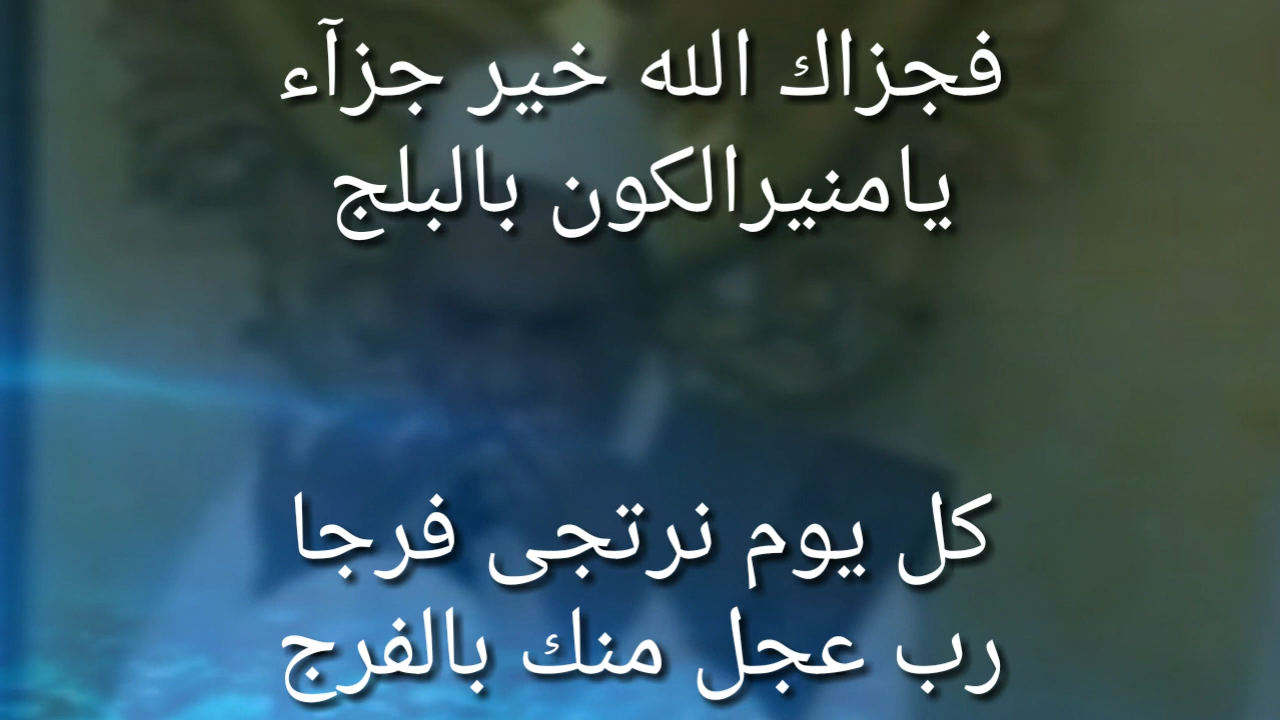 فجزاك الله خير جزآء
يامنيرالكون بالبلج
كل يوم نرتجى فرجا
رب عجل منك بالفرج